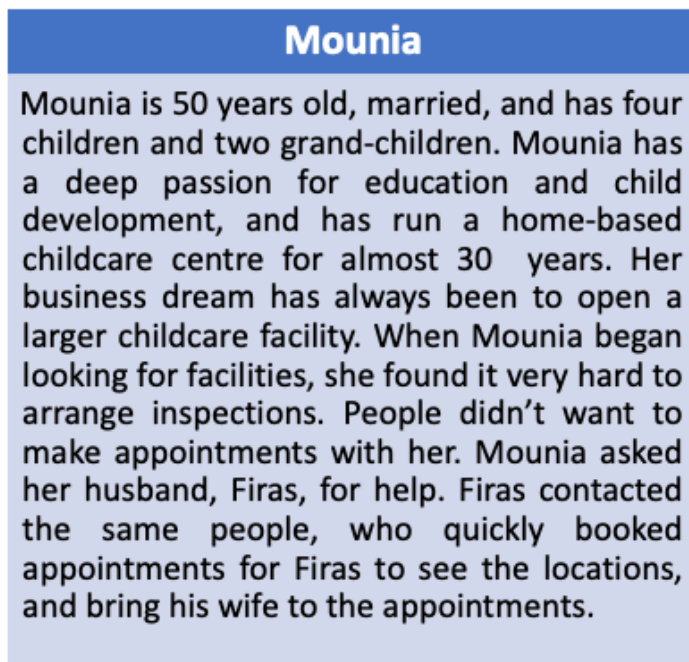 Mounia
Mounia is 50 years old, married, and has four
children and two grand-children. Mounia has
a deep passion for education and child
development, and has run a home-based
childcare centre for almost 30 years. Her
business dream has always been to open a
larger childcare facility. When Mounia began
looking for facilities, she found it very hard to
arrange inspections. People didn’t want to
make appointments with her. Mounia asked
her husband, Firas, for help. Firas contacted
the same people, who quickly booked
appointments for Firas to see the locations,
and bring his wife to the appointments.